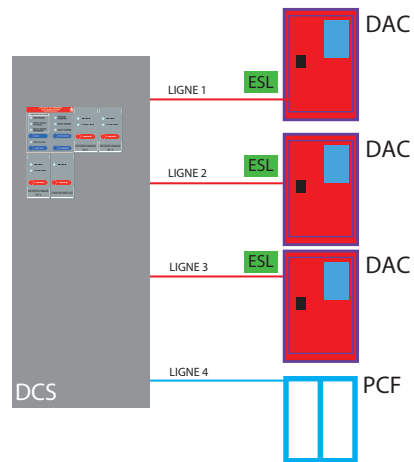 DAC
ESL
LIGNE 1
DAC
ESL
LIGNE 2
DAC
ESL
LIGNE 3
LIGNE 4
PCF
DCS